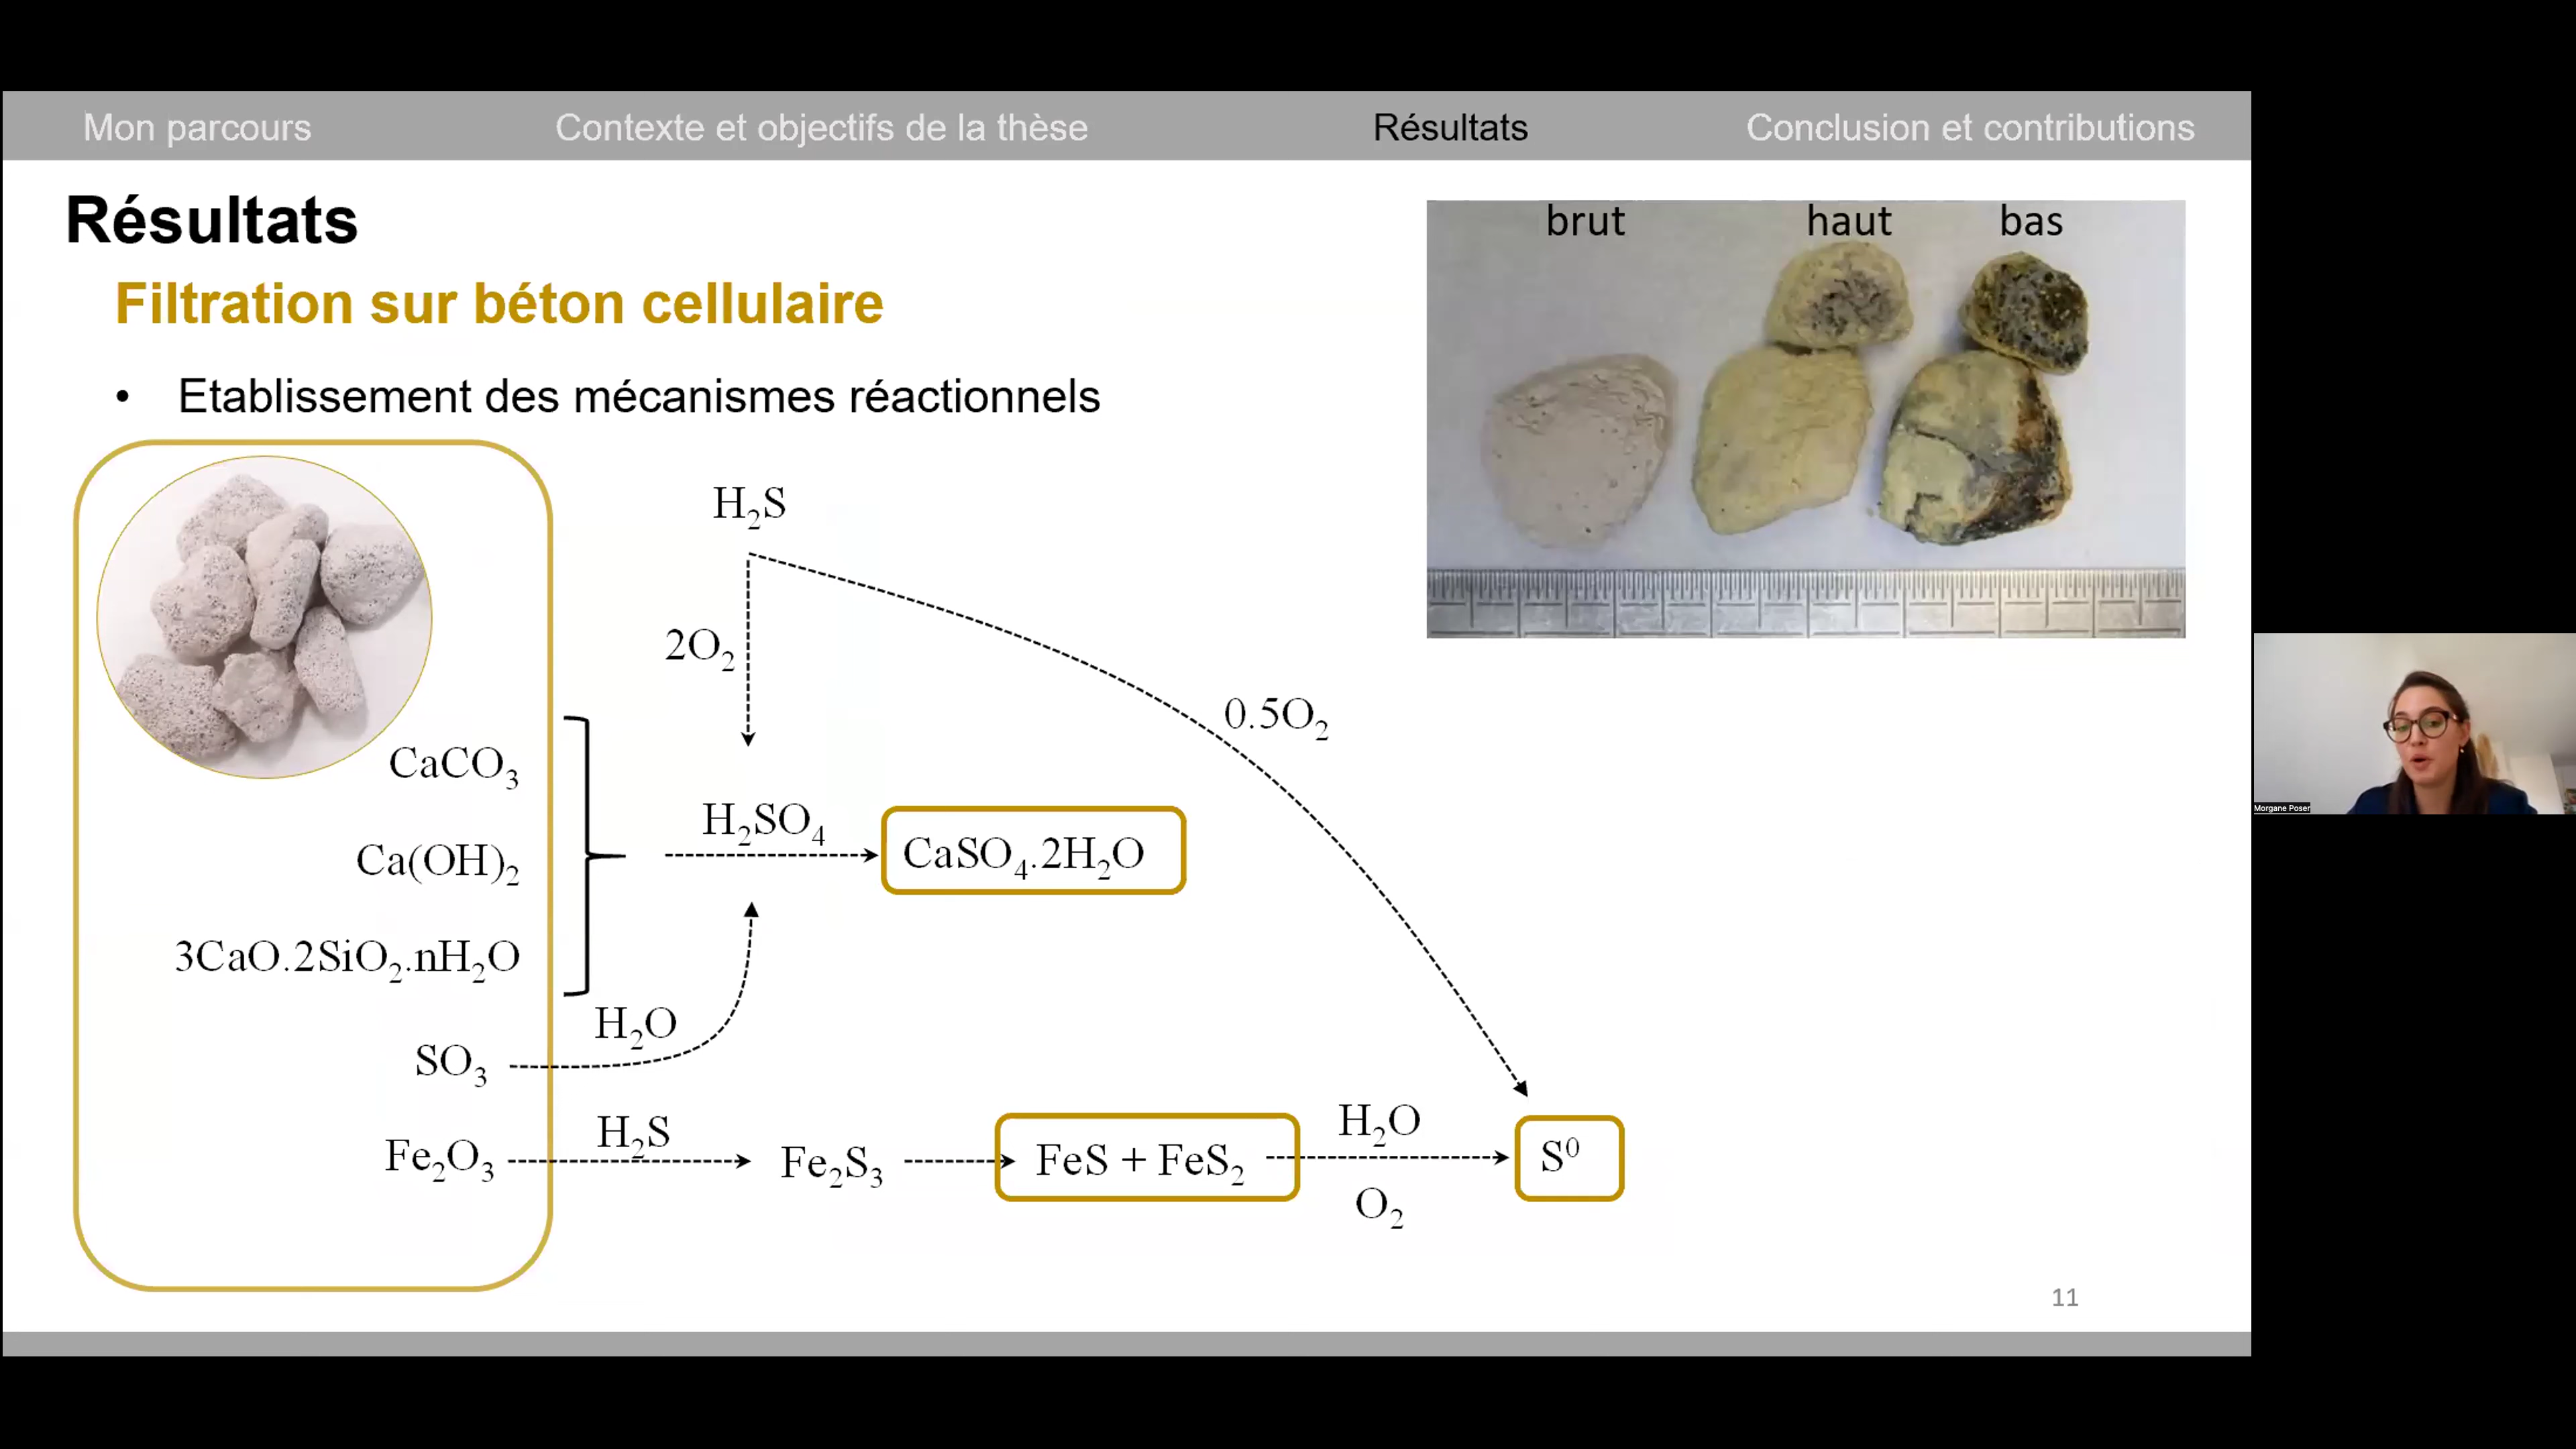 Mon parcours
Contexte et objectifs de la thèse
Résultats
Conclusion et contributions
Résultats
Filtration sur béton cellulaire
• Etablissement des mécanismes réactionnels
brut
haut
bas
H₂S
2O₂
0.5O₂
CaCO₃
Ca(OH)₂
3CaO.2SiO₂.nH₂O
H₂SO₄
CaSO₄.2H₂O
H₂O
SO₃
Fe₂O₃
H₂S
Fe₂S₃
FeS + FeS₂
H₂O
O₂
S⁰
11
Morgane Poser